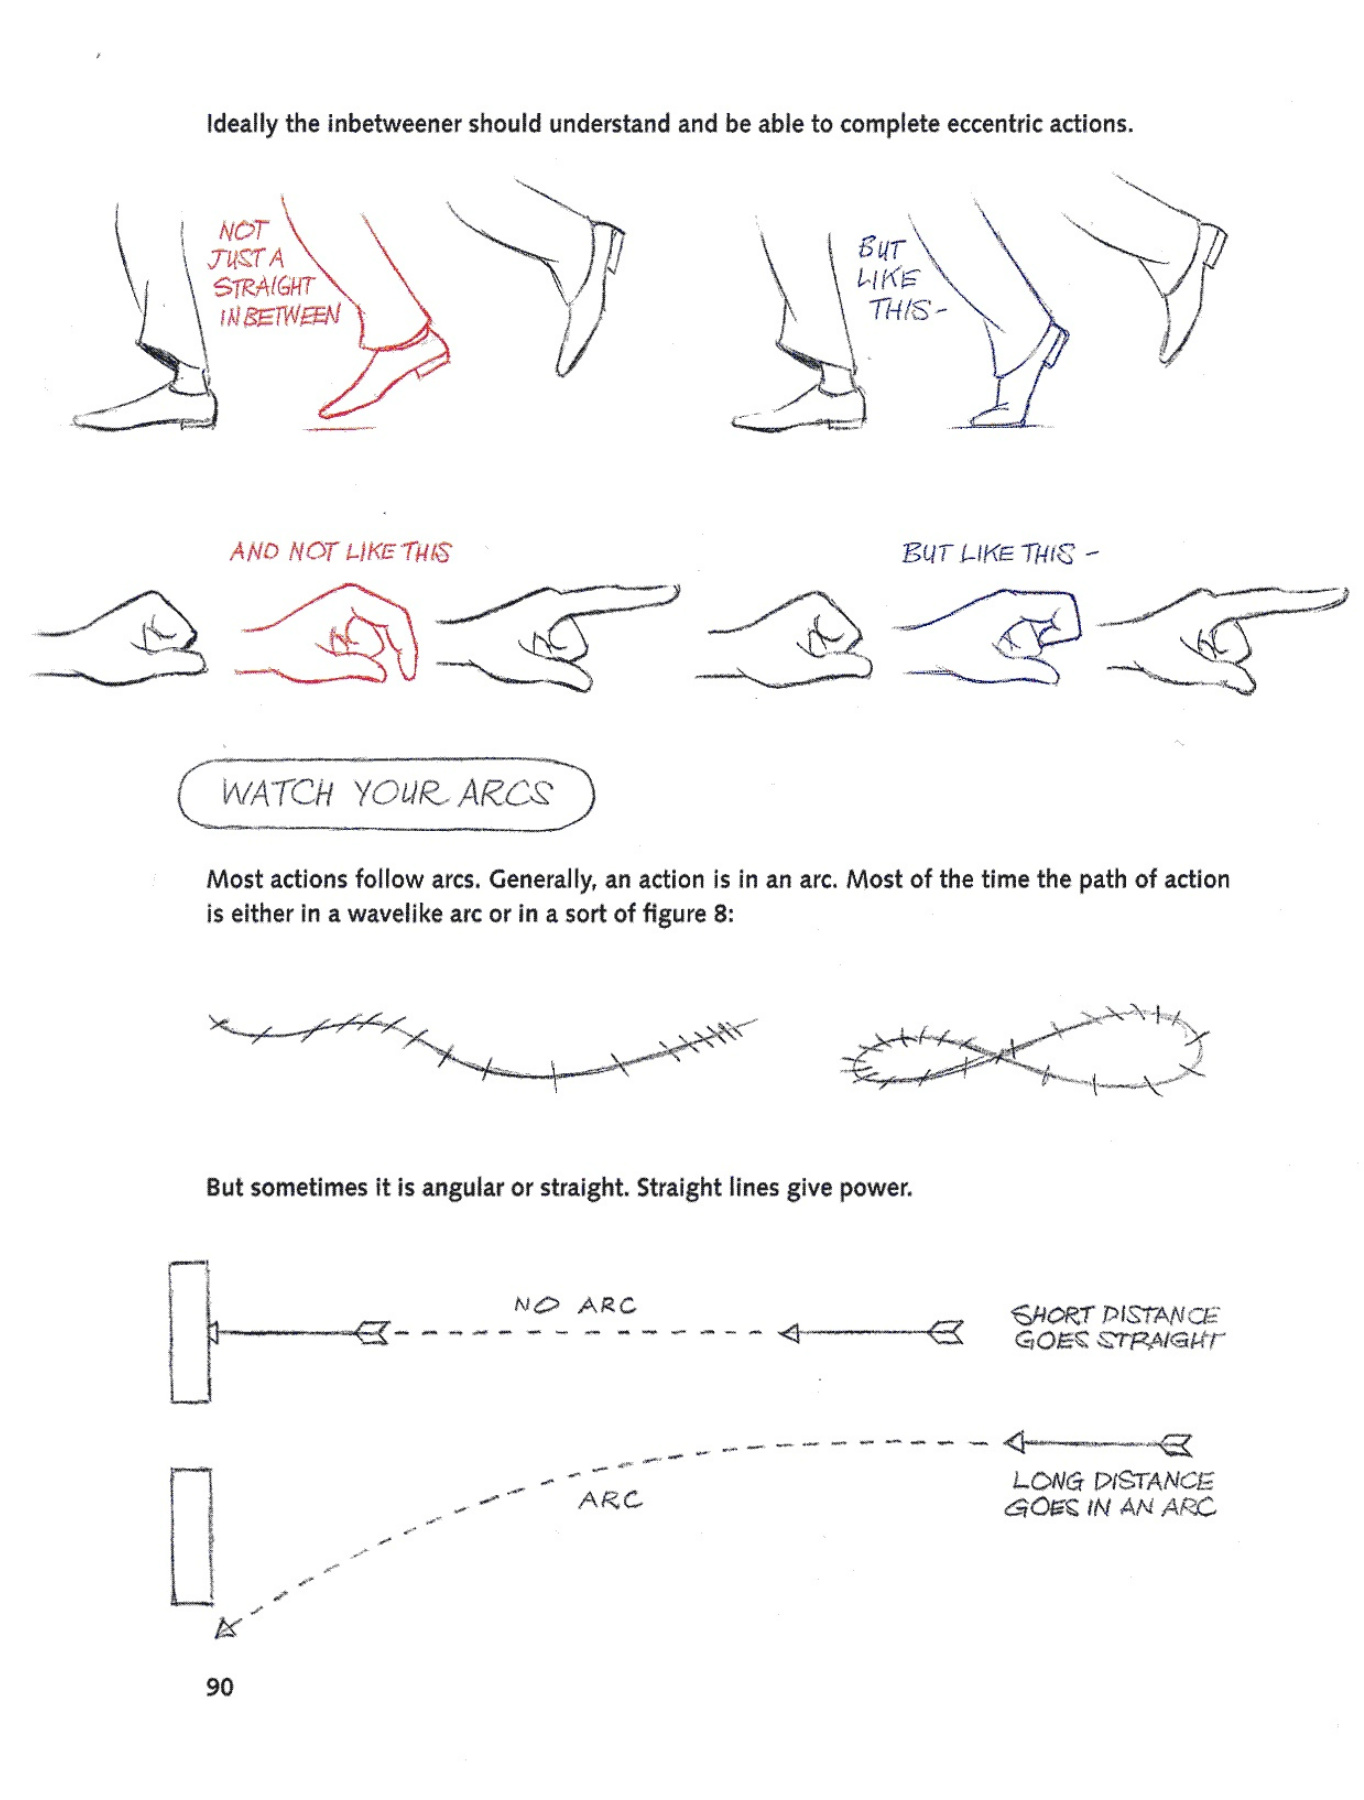 Ideally the inbetweener should understand and be able to complete eccentric actions.
NOT
JUST A
STRAIGHT
INBETWEEN
BUT
LIKE
THIS-
AND NOT LIKE THIS
BUT LIKE THIS -
WATCH YOUR ARCS
Most actions follow arcs. Generally, an action is in an arc. Most of the time the path of action
is either in a wavelike arc or in a sort of figure 8:
But sometimes it is angular or straight. Straight lines give power.
NO ARC
SHORT DISTANCE
GOES STRAIGHT
LONG DISTANCE
GOES IN AN ARC
ARC
90